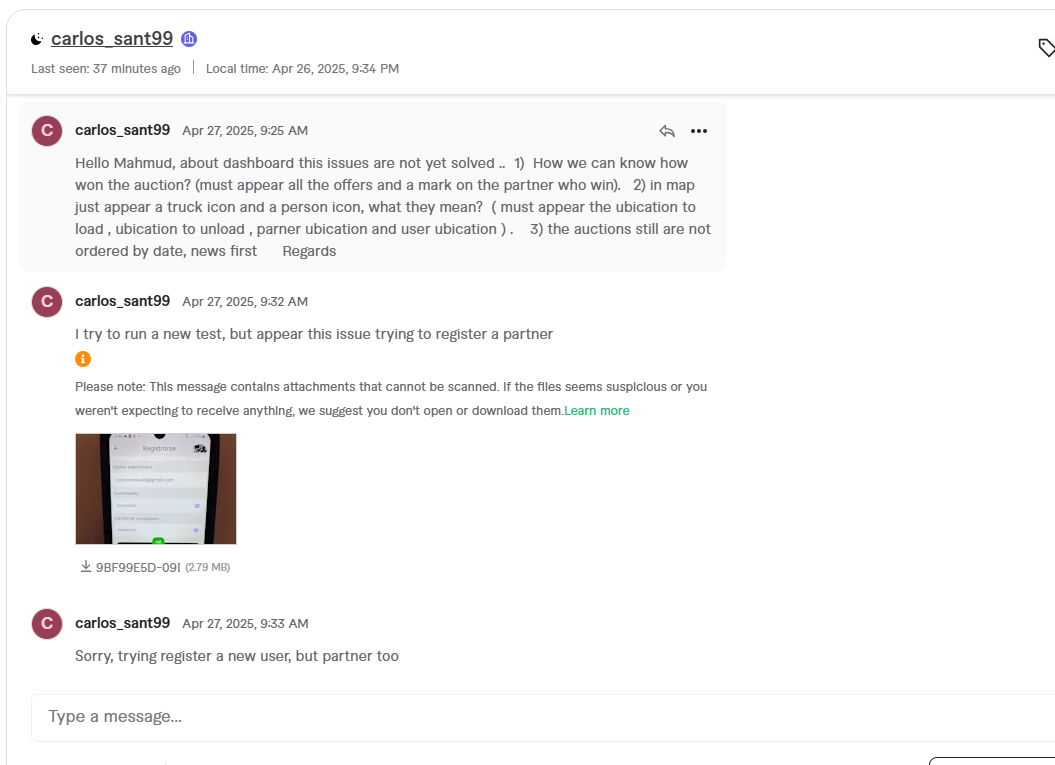 carlos_sant99
Last seen: 37 minutes ago | Local time: Apr 26, 2025, 9:34 PM
C carlos_sant99 Apr 27, 2025, 9:25 AM
Hello Mahmud, about dashboard this issues are not yet solved .. 1) How we can know how
won the auction? (must appear all the offers and a mark on the partner who win). 2) in map
just appear a truck icon and a person icon, what they mean? ( must appear the ubication to
load , ubication to unload , parner ubication and user ubication ) . 3) the auctions still are not
ordered by date, news first Regards
C carlos_sant99 Apr 27, 2025, 9:32 AM
I try to run a new test, but appear this issue trying to register a partner
Please note: This message contains attachments that cannot be scanned. If the files seems suspicious or you
weren't expecting to receive anything, we suggest you don't open or download them.Learn more
Registrarse
9BF99E5D-09I (2.79 MB)
C carlos_sant99 Apr 27, 2025, 9:33 AM
Sorry, trying register a new user, but partner too
Type a message...